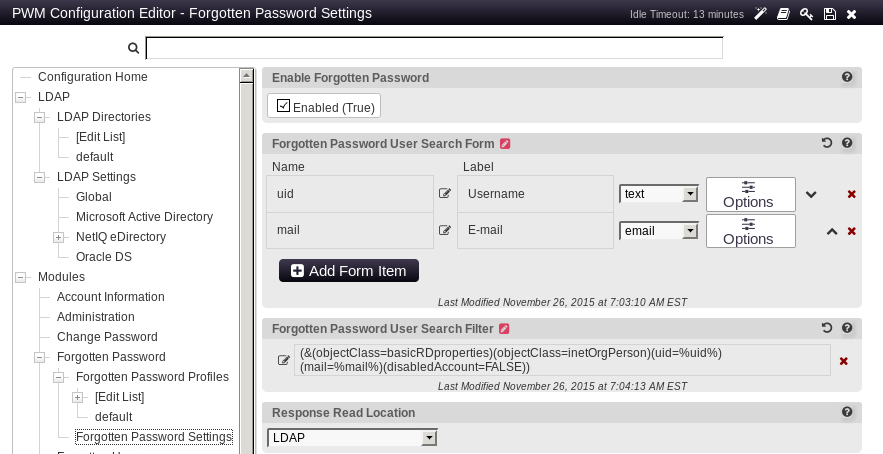 PWM Configuration Editor - Forgotten Password Settings
Idle Timeout: 13 minutes
Configuration Home
LDAP
LDAP Directories
[Edit List]
default
LDAP Settings
Global
Microsoft Active Directory
NetIQ eDirectory
Oracle DS
Modules
Account Information
Administration
Change Password
Forgotten Password
Forgotten Password Profiles
[Edit List]
default
Forgotten Password Settings
Enable Forgotten Password
Enabled (True)
Forgotten Password User Search Form
Name Label
uid Username text Options
mail E-mail email Options
Add Form Item
Last Modified November 26, 2015 at 7:03:10 AM EST
Forgotten Password User Search Filter
(&(objectClass=basicRDproperties)(objectClass=inetOrgPerson)(uid=%uid%)
(mail=%mail%)(disabledAccount=FALSE))
Last Modified November 26, 2015 at 7:04:13 AM EST
Response Read Location
LDAP